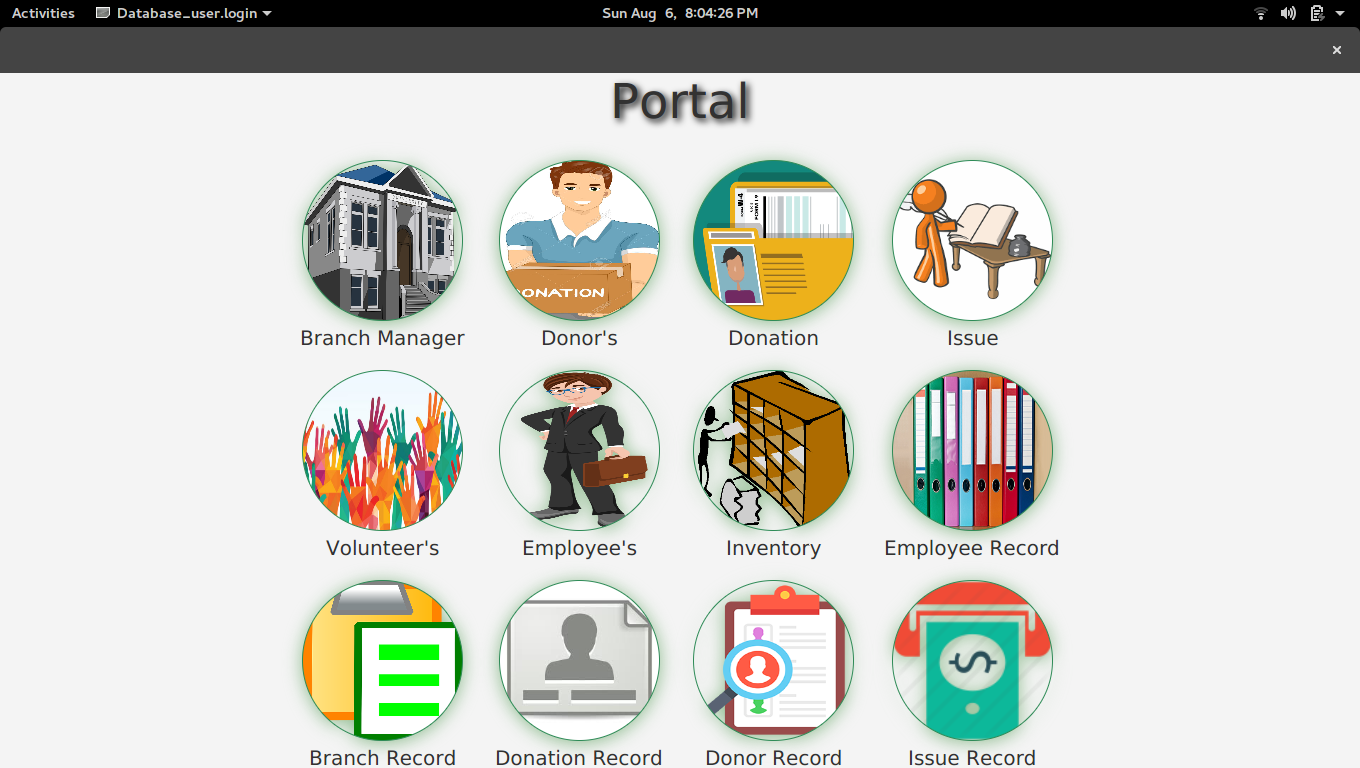 Activities Database_user.login Sun Aug 6, 8:04:26 PM
Portal
ONATION
W-4
Branch Manager Donor's Donation Issue
Volunteer's Employee's Inventory Employee Record
Branch Record Donation Record Donor Record Issue Record